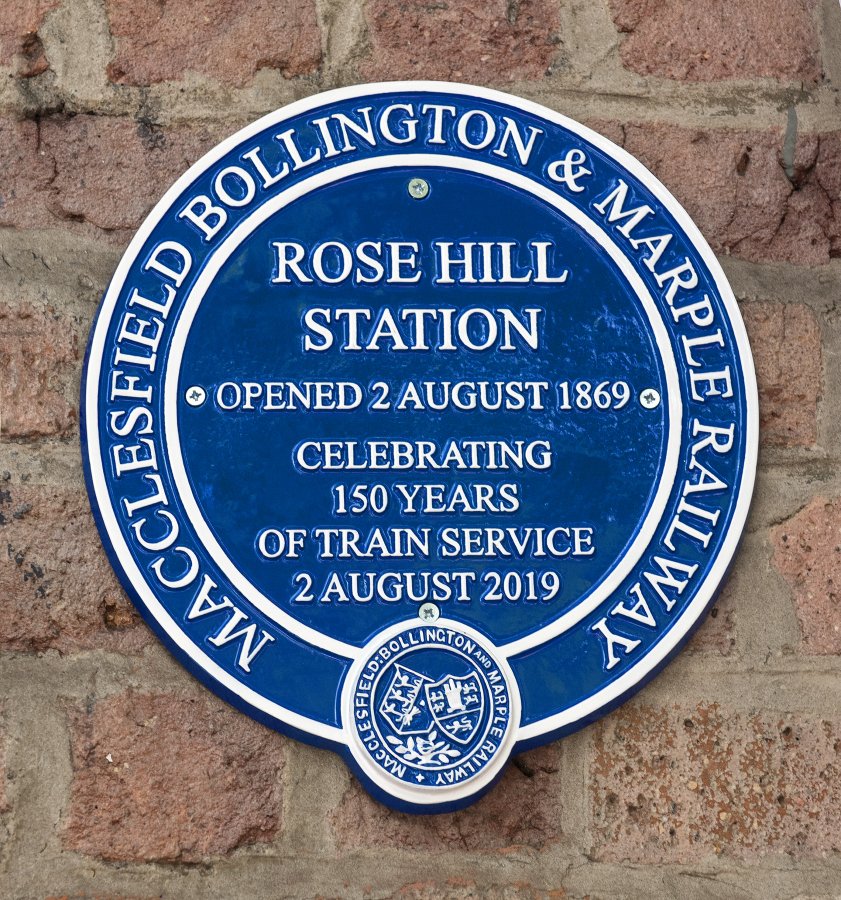 MACCLESFIELD BOLLINGTON & MARPLE RAILWAY
ROSE HILL
STATION
OPENED 2 AUGUST 1869
CELEBRATING
150 YEARS
OF TRAIN SERVICE
2 AUGUST 2019
MACCLESFIELD:BOLLINGTON AND MARPLE RAILWAY